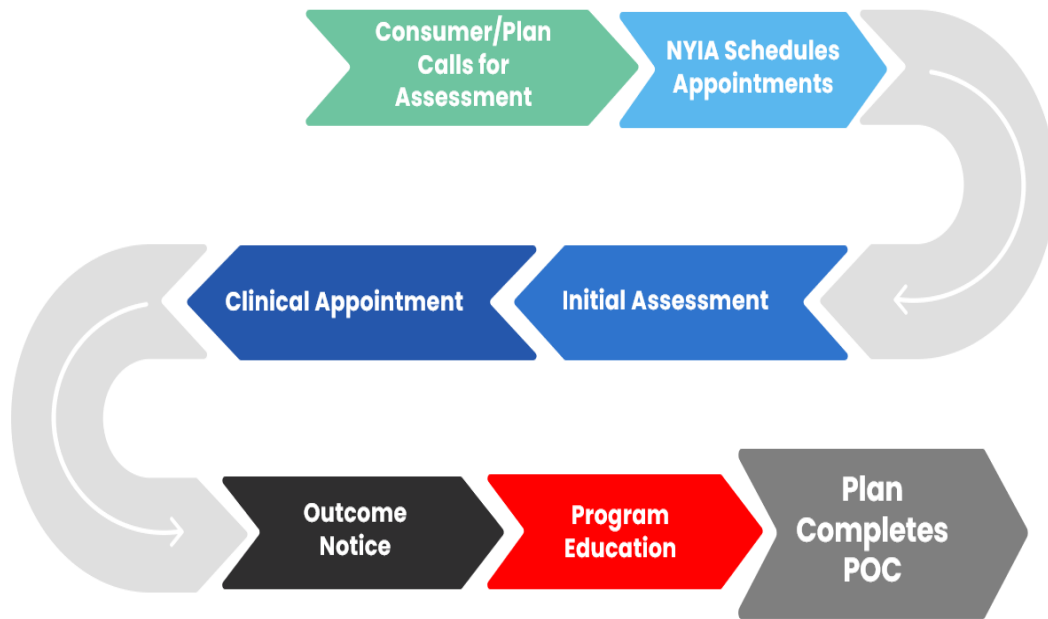 Consumer/Plan
Calls for
Assessment
NYIA Schedules
Appointments
Initial Assessment
Clinical Appointment
Outcome
Notice
Program
Education
Plan
Completes
POC